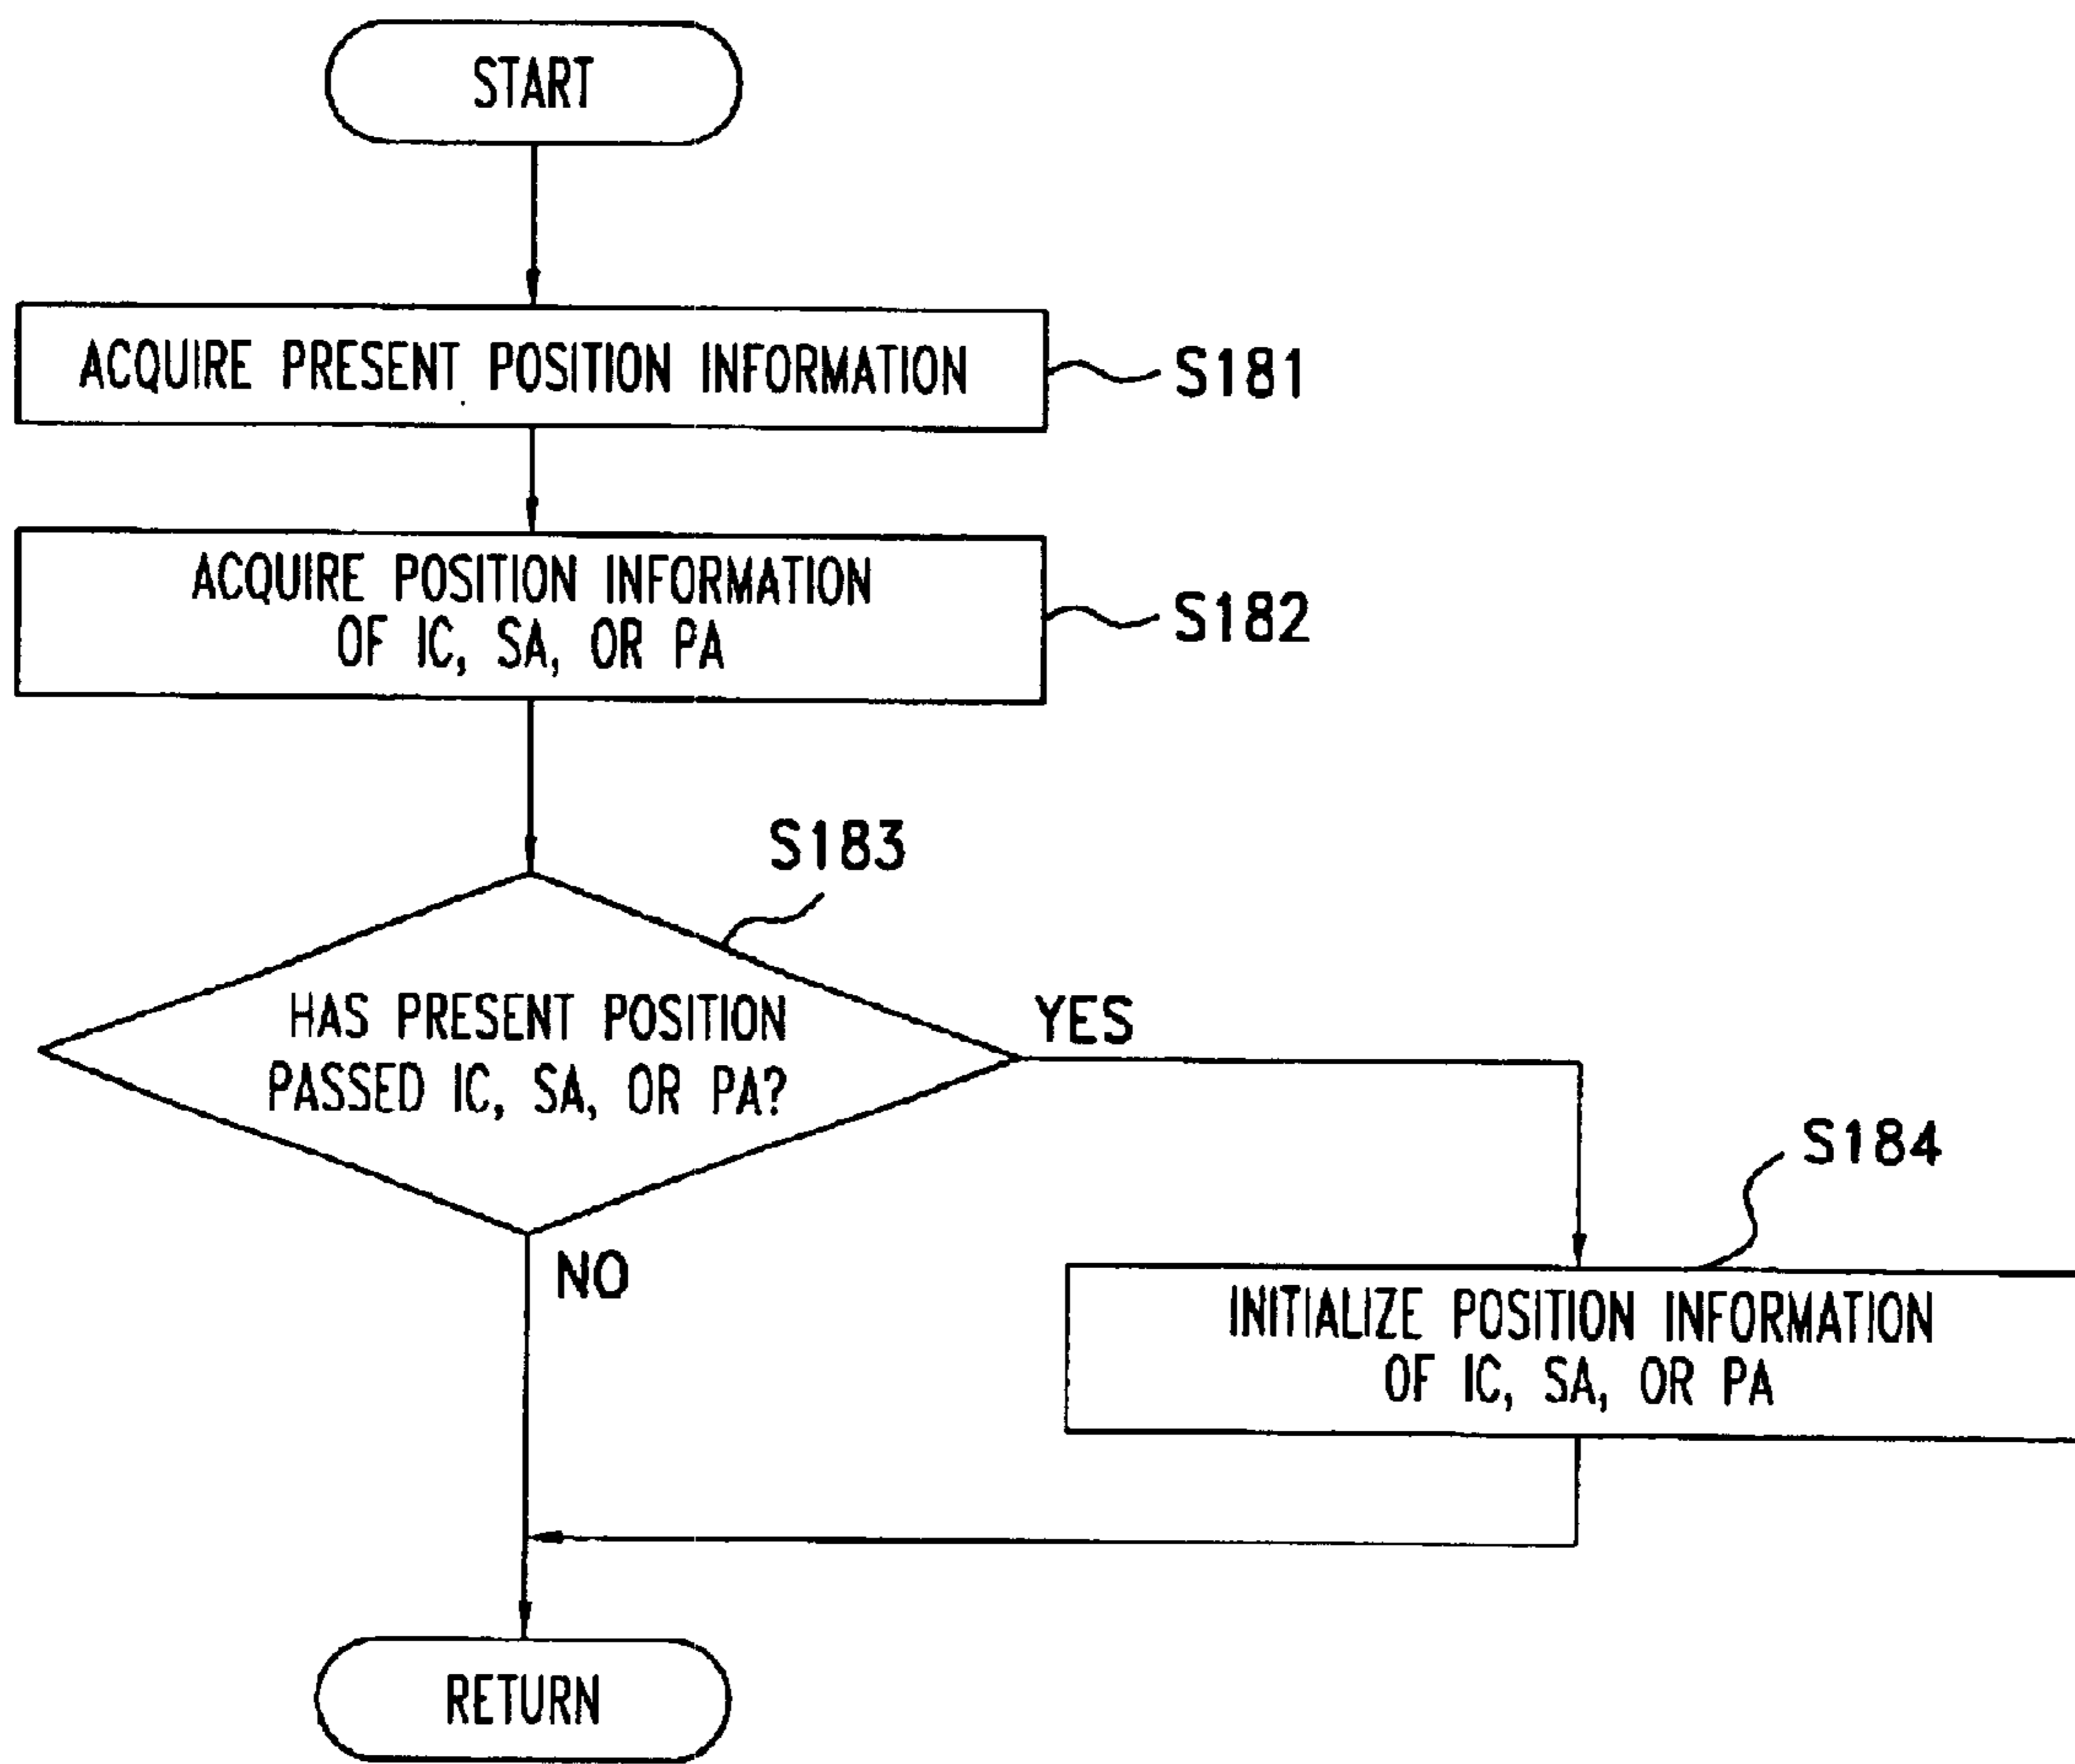 START
ACQUIRE PRESENT POSITION INFORMATION
S181
ACQUIRE POSITION INFORMATION
OF IC, SA, OR PA
S182
S183
HAS PRESENT POSITION
PASSED IC, SA, OR PA?
YES
NO
S184
INITIALIZE POSITION INFORMATION
OF IC, SA, OR PA
RETURN